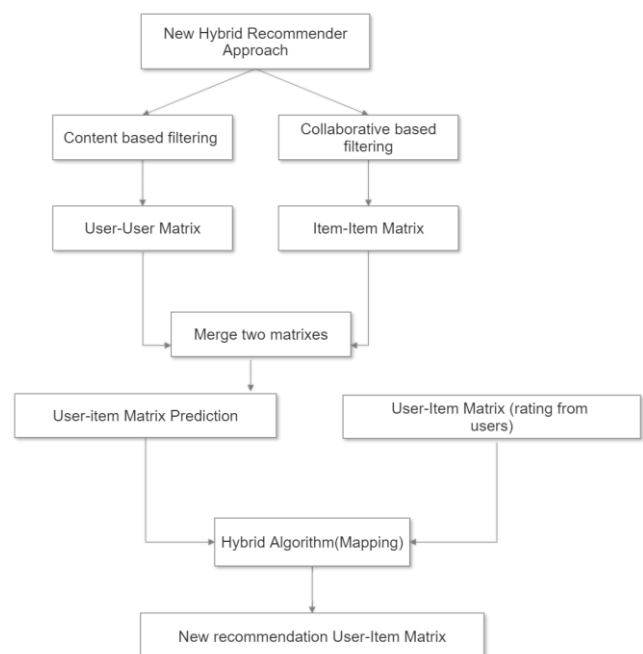 New Hybrid Recommender
Approach
Content based filtering
Collaborative based
filtering
User-User Matrix
Item-Item Matrix
Merge two matrixes
User-item Matrix Prediction
User-Item Matrix (rating from
users)
Hybrid Algorithm(Mapping)
New recommendation User-Item Matrix